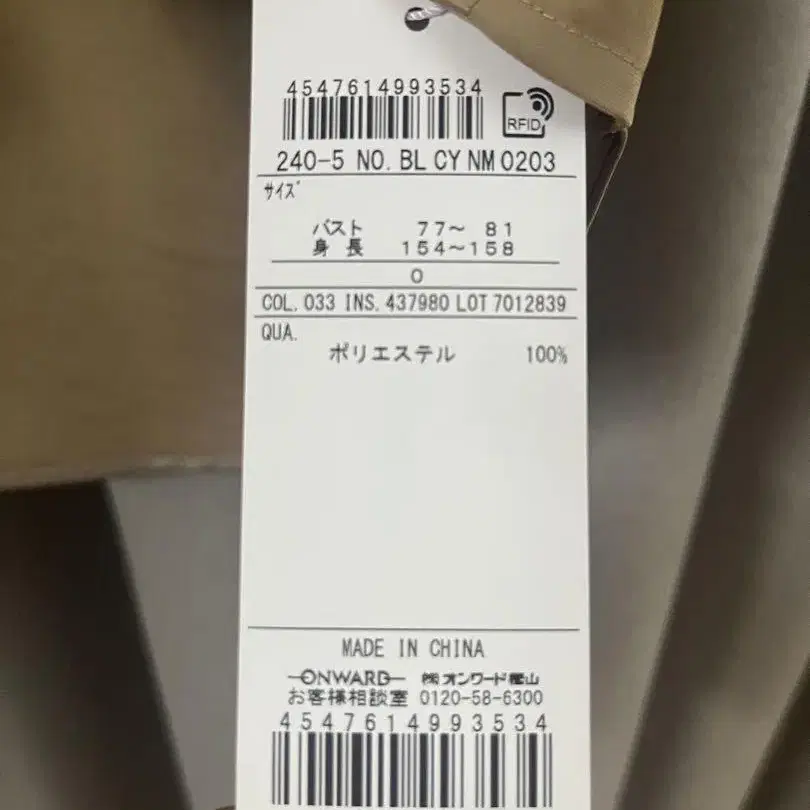 4547614993534
RFID
240-5 NO. BL CY NM 0203
サイズ
バスト 77～ 81
身長 154～158
0
COL. 033 INS. 437980 LOT 7012839
QUA.
ポリエステル 100%
MADE IN CHINA
ONWARD ㈱オンワード樫山
お客様相談室 0120-58-6300
4547614993534